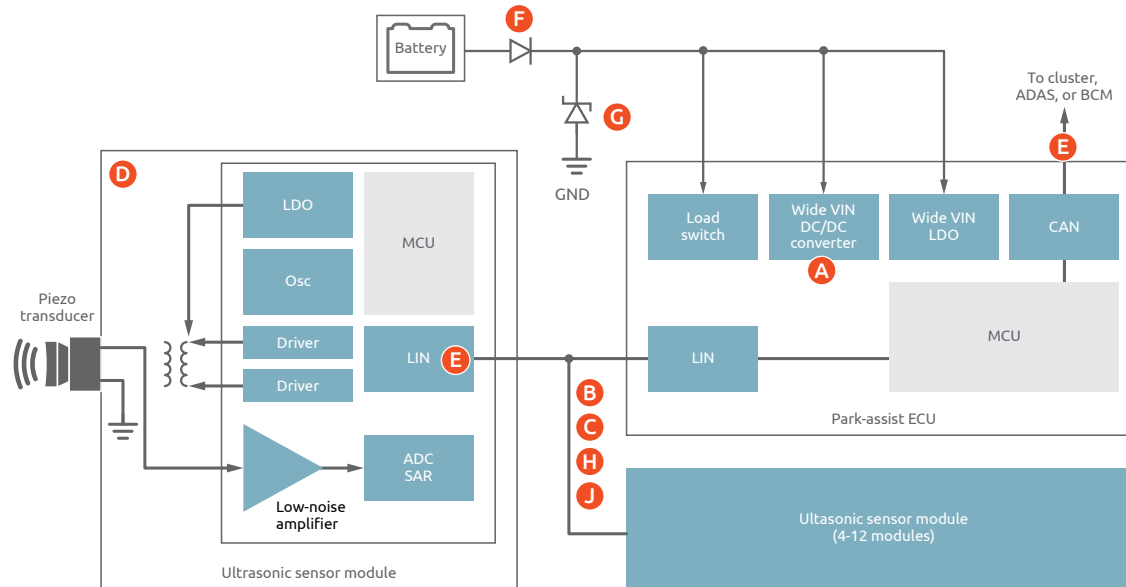 F
Battery
To cluster,
ADAS, or BCM
G
E
D
GND
LDO
MCU
Load
switch
Wide VIN
DC/DC
converter
A
Wide VIN
LDO
CAN
Osc
Piezo
transducer
Driver
LIN
E
Driver
LIN
MCU
B
C
H
J
Park-assist ECU
ADC
SAR
Low-noise
amplifier
Ultasonic sensor module
(4-12 modules)
Ultrasonic sensor module